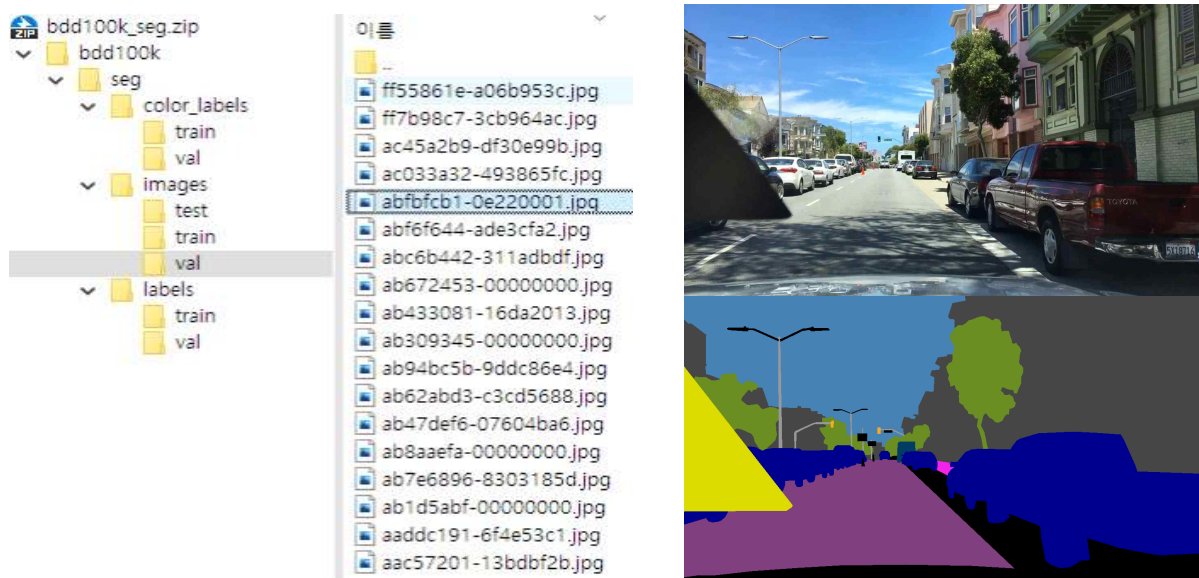 bdd100k_seg.zip
bdd100k
seg
color_labels
train
val
images
test
train
val
labels
train
val
이름
..
ff55861e-a06b953c.jpg
ff7b98c7-3cb964ac.jpg
ac45a2b9-df30e99b.jpg
ac033a32-493865fc.jpg
abfbfcb1-0e220001.jpg
abf6f644-ade3cfa2.jpg
abc6b442-311adbdf.jpg
ab672453-00000000.jpg
ab433081-16da2013.jpg
ab309345-00000000.jpg
ab94bc5b-9ddc86e4.jpg
ab62abd3-c3cd5688.jpg
ab47def6-07604ba6.jpg
ab8aaefa-00000000.jpg
ab7e6896-8303185d.jpg
ab1d5abf-00000000.jpg
aaddc191-6f4e53c1.jpg
aac57201-13bdbf2b.jpg
ZIP
TOYOTA